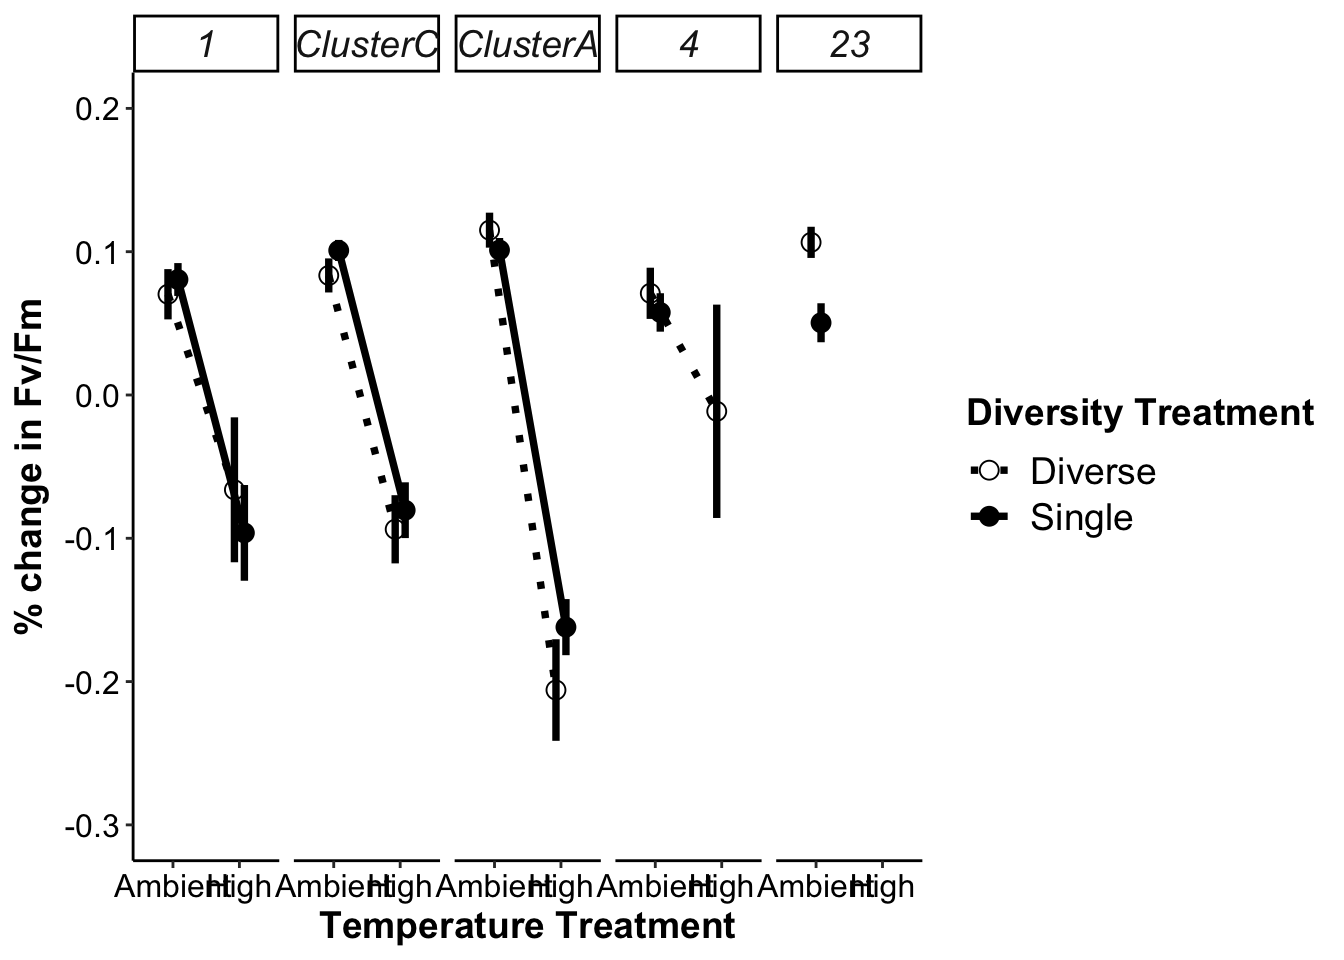 1 ClusterC ClusterA 4 23
0.2
0.1
0.0
-0.1
-0.2
-0.3
% change in Fv/Fm
Ambient High Ambient High Ambient High Ambient High Ambient High
Temperature Treatment
Diversity Treatment
Diverse
Single